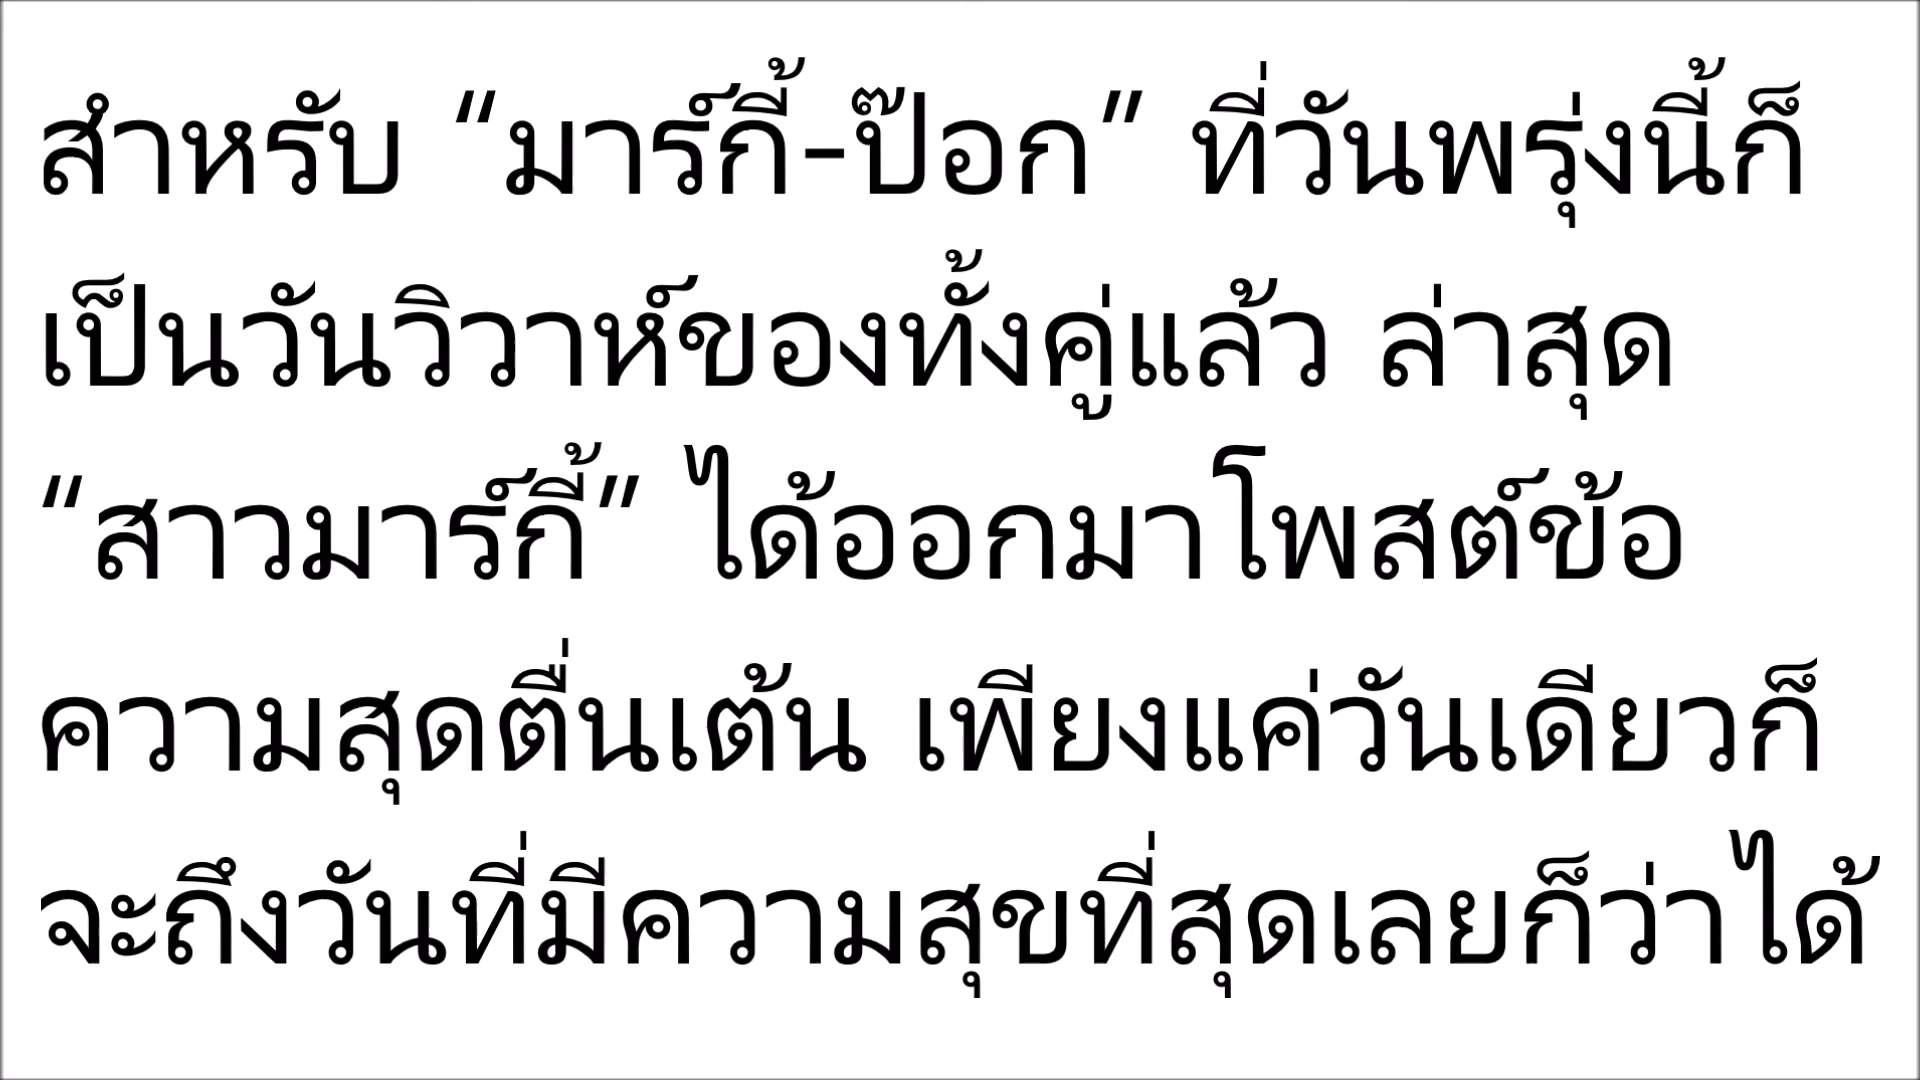 สำหรับ “มาร์กี้-ป๊อก” ที่วันพรุ่งนี้ก็
เป็นวันวิวาห์ของทั้งคู่แล้ว ล่าสุด
“สาวมาร์กี้” ได้ออกมาโพสต์ข้อ
ความสุดตื่นเต้น เพียงแค่วันเดียวก็
จะถึงวันที่มีความสุขที่สุดเลยก็ว่าได้